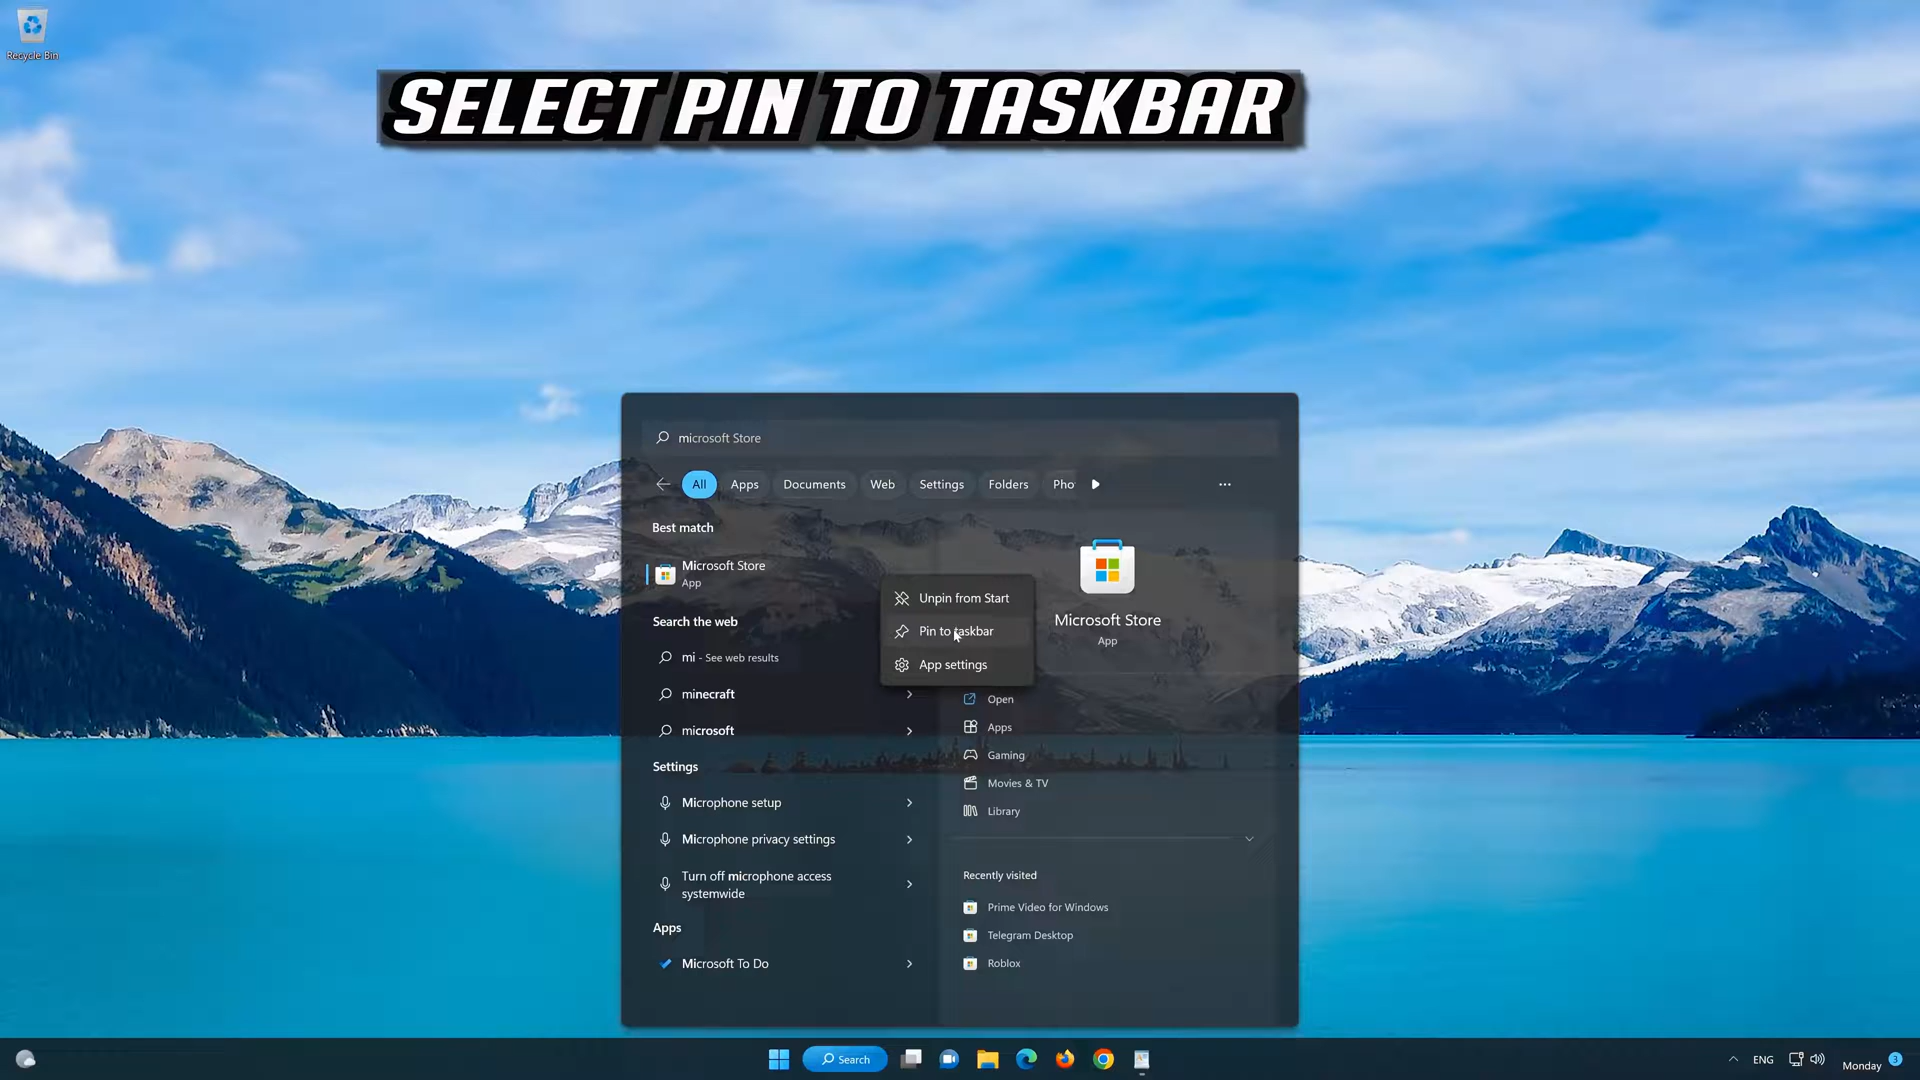 Recycle Bin
SELECT PIN TO TASKBAR
microsoft Store
All Apps Documents Web Settings Folders Pho
Best match
Microsoft Store
App
Search the web
mi - See web results
minecraft
microsoft
Settings
Microphone setup
Microphone privacy settings
Turn off microphone access
systemwide
Apps
Microsoft To Do
Unpin from Start
Pin to taskbar
App settings
Microsoft Store
App
Open
Apps
Gaming
Movies & TV
Library
Recently visited
Prime Video for Windows
Telegram Desktop
Roblox
Search
ENG
Monday 3